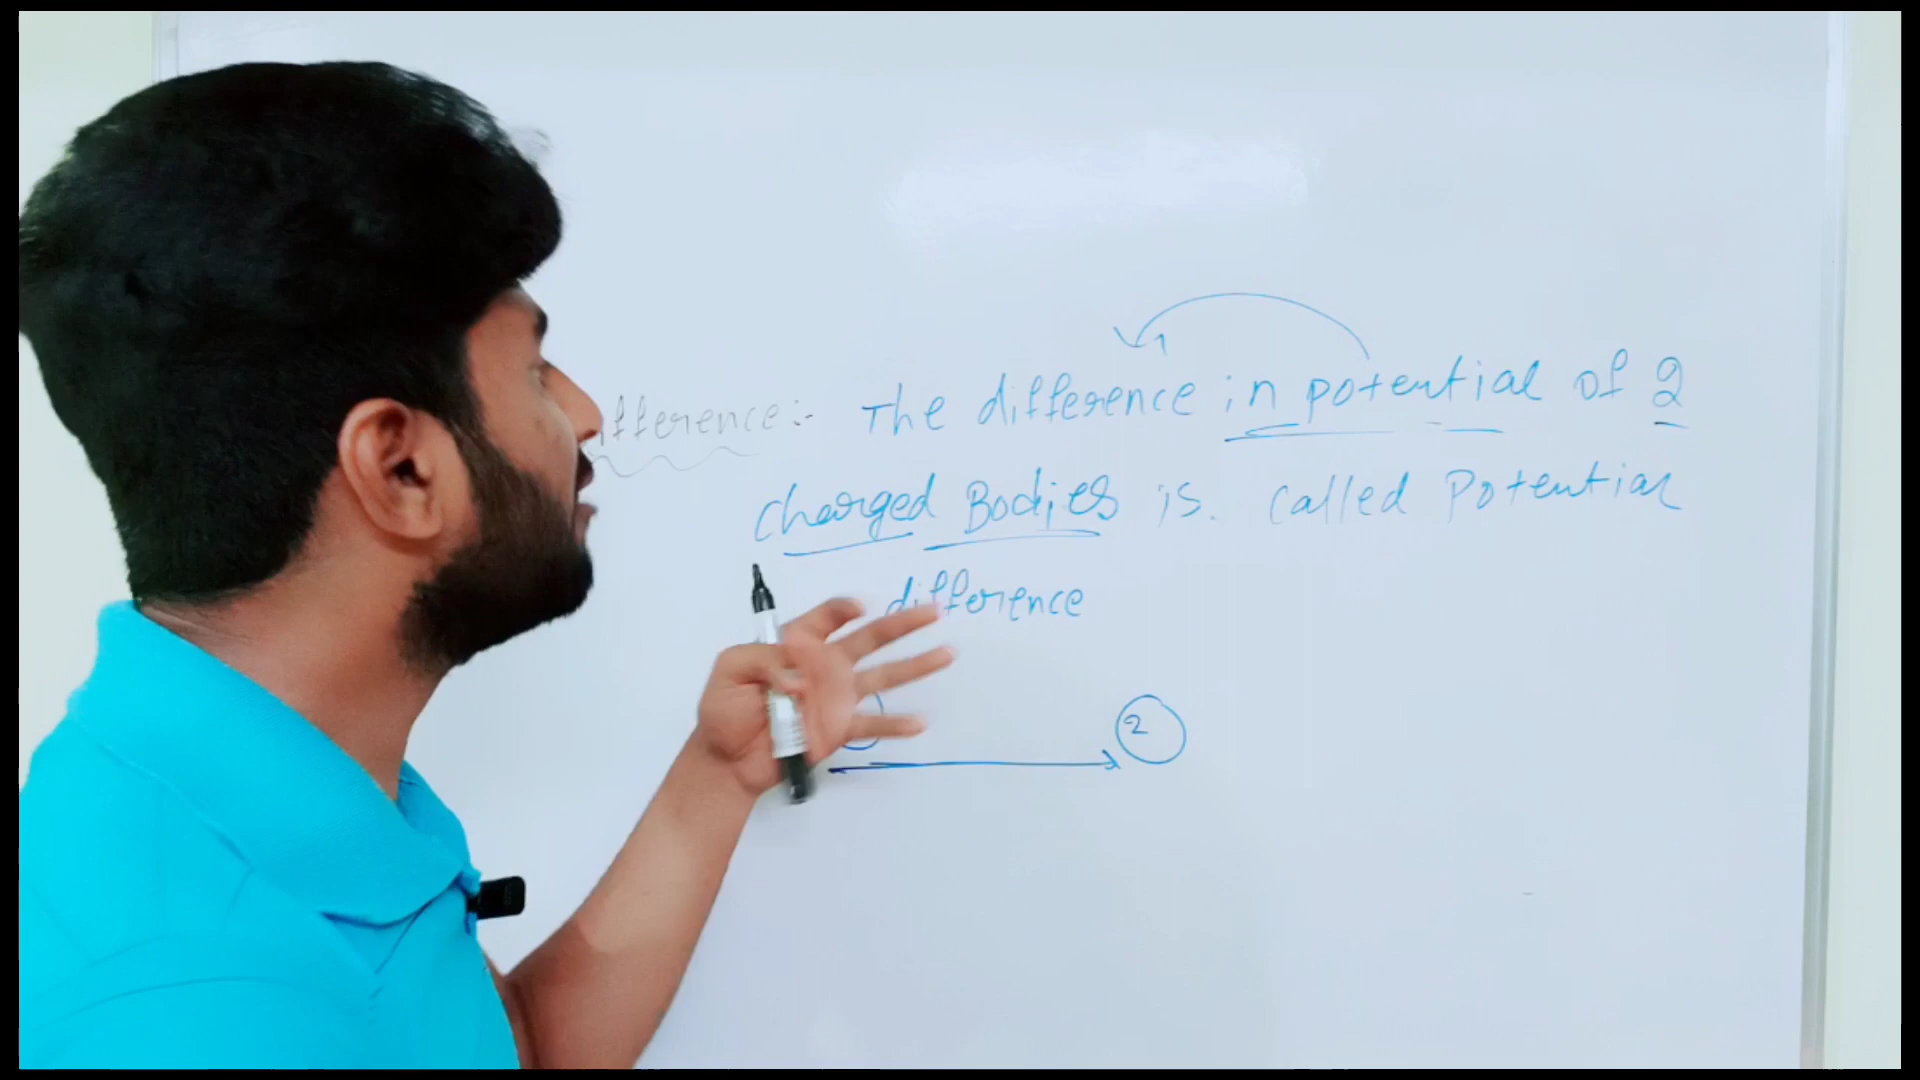 ifference:- The difference in potential of 2
charged Bodies is. called Potential
difference
2